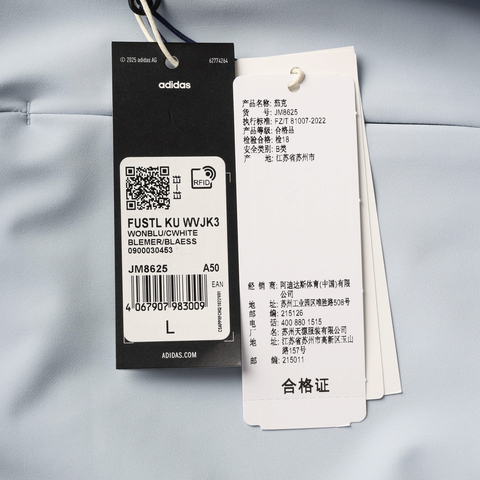 © 2025 adidas AG
62774264
adidas
RFID
FUSTL KU WVJK3
WONBLU/CWHITE
BLEMER/BLAESS
0900030453
JM8625
A50
EAN
4 067907 983009
L
ADIDAS.COM
产品名称: 茄克
货 号: JM8625
执行标准: FZ/T 81007-2022
产品等级: 合格品
检验合格: 检18
安全类别: B类
产 地: 江苏省苏州市
经 销 商: 阿迪达斯体育(中国)有限
公司
地 址: 苏州工业园区唯胜路508号
邮 编: 215126
电 话: 400 880 1515
厂 名: 苏州天源服装有限公司
地 址: 江苏省苏州市高新区玉山
路157号
邮 编: 215011
合格证